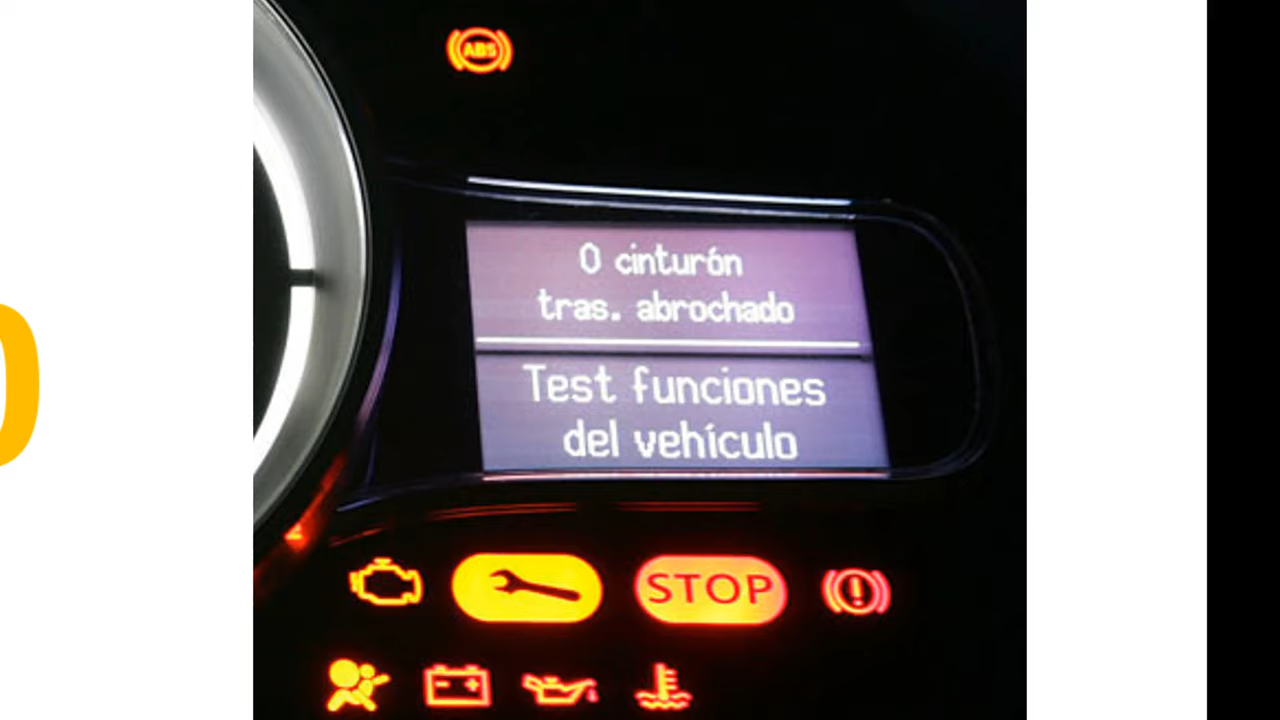 ABS
0 cinturón
tras. abrochado
Test funciones
del vehículo
STOP